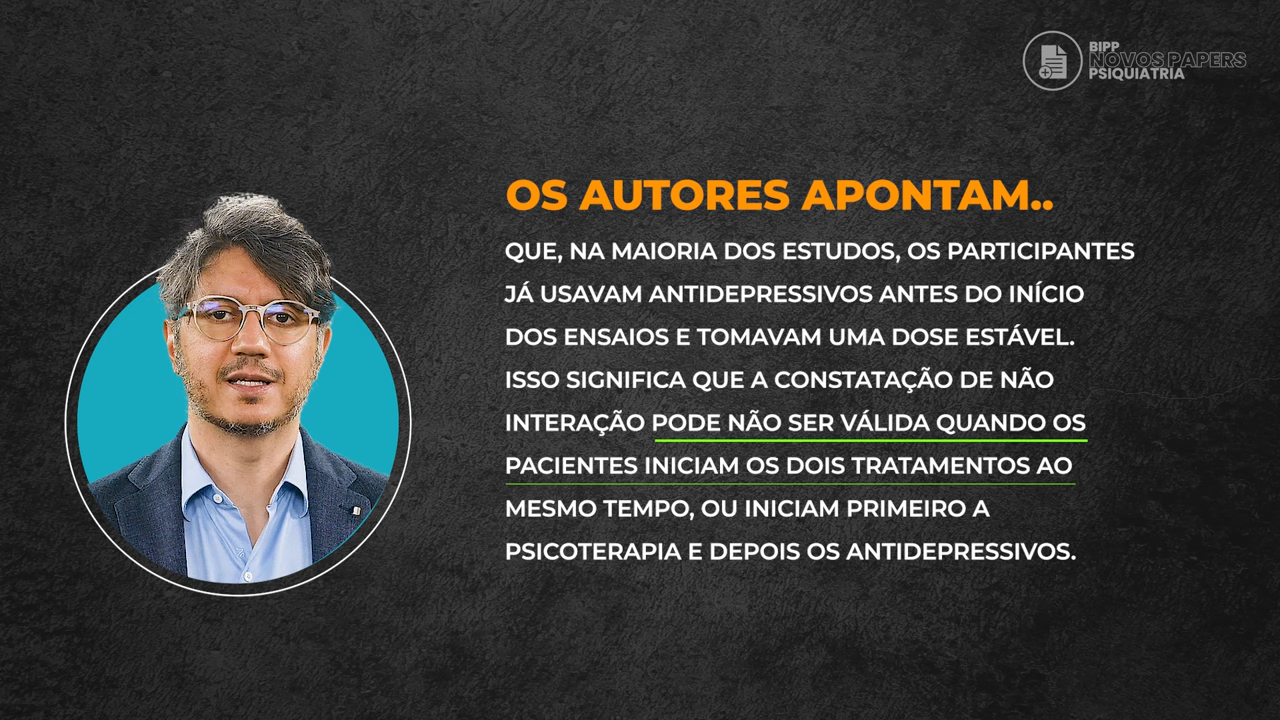 BIPP
NOVOS PAPERS
PSIQUIATRIA
OS AUTORES APONTAM..
QUE, NA MAIORIA DOS ESTUDOS, OS PARTICIPANTES
JÁ USAVAM ANTIDEPRESSIVOS ANTES DO INÍCIO
DOS ENSAIOS E TOMAVAM UMA DOSE ESTÁVEL.
ISSO SIGNIFICA QUE A CONSTATAÇÃO DE NÃO
INTERAÇÃO PODE NÃO SER VÁLIDA QUANDO OS
PACIENTES INICIAM OS DOIS TRATAMENTOS AO
MESMO TEMPO, OU INICIAM PRIMEIRO A
PSICOTERAPIA E DEPOIS OS ANTIDEPRESSIVOS.